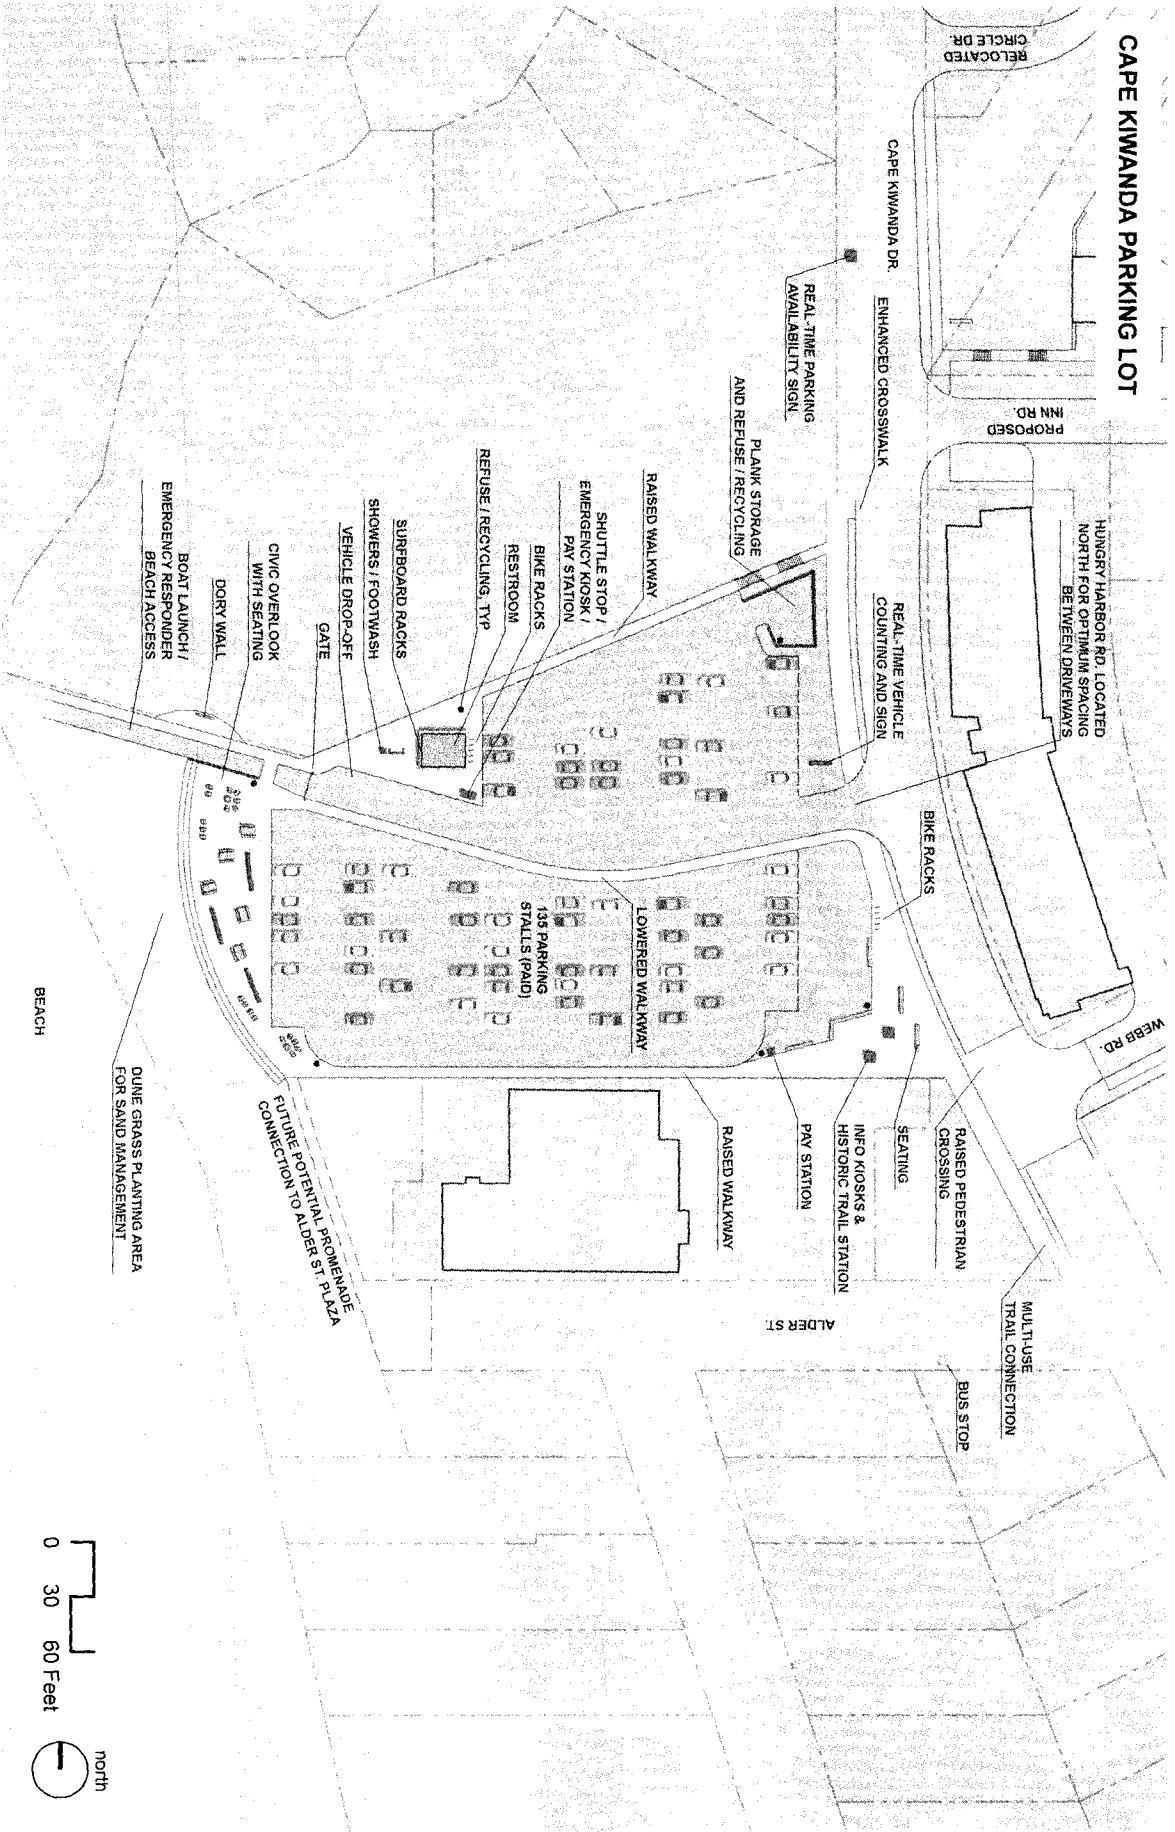 CAPE KIWANDA PARKING LOT
RELOCATED
CIRCLE DR.
CAPE KIWANDA DR.
PROPOSED
INN RD.
HUNGRY HARBOR RD. LOCATED
NORTH FOR OPTIMUM SPACING
BETWEEN DRIVEWAYS
WEBB RD.
ENHANCED CROSSWALK
REAL-TIME PARKING
AVAILABILITY SIGN
PLANK STORAGE
AND REFUSE / RECYCLING
REAL-TIME VEHICLE
COUNTING AND SIGN
BIKE RACKS
RAISED WALKWAY
SHUTTLE STOP /
EMERGENCY KIOSK /
PAY STATION
BIKE RACKS
RESTROOM
REFUSE / RECYCLING, TYP
SURFBOARD RACKS
SHOWERS / FOOTWASH
VEHICLE DROP-OFF
GATE
CIVIC OVERLOOK
WITH SEATING
DORY WALL
BOAT LAUNCH /
EMERGENCY RESPONDER
BEACH ACCESS
LOWERED WALKWAY
135 PARKING
STALLS (PAID)
MULTI-USE
TRAIL CONNECTION
BUS STOP
RAISED PEDESTRIAN
CROSSING
SEATING
INFO KIOSKS &
HISTORIC TRAIL STATION
PAY STATION
RAISED WALKWAY
ALDER ST.
FUTURE POTENTIAL PROMENADE
CONNECTION TO ALDER ST. PLAZA
DUNE GRASS PLANTING AREA
FOR SAND MANAGEMENT
BEACH
0 30 60 Feet
north